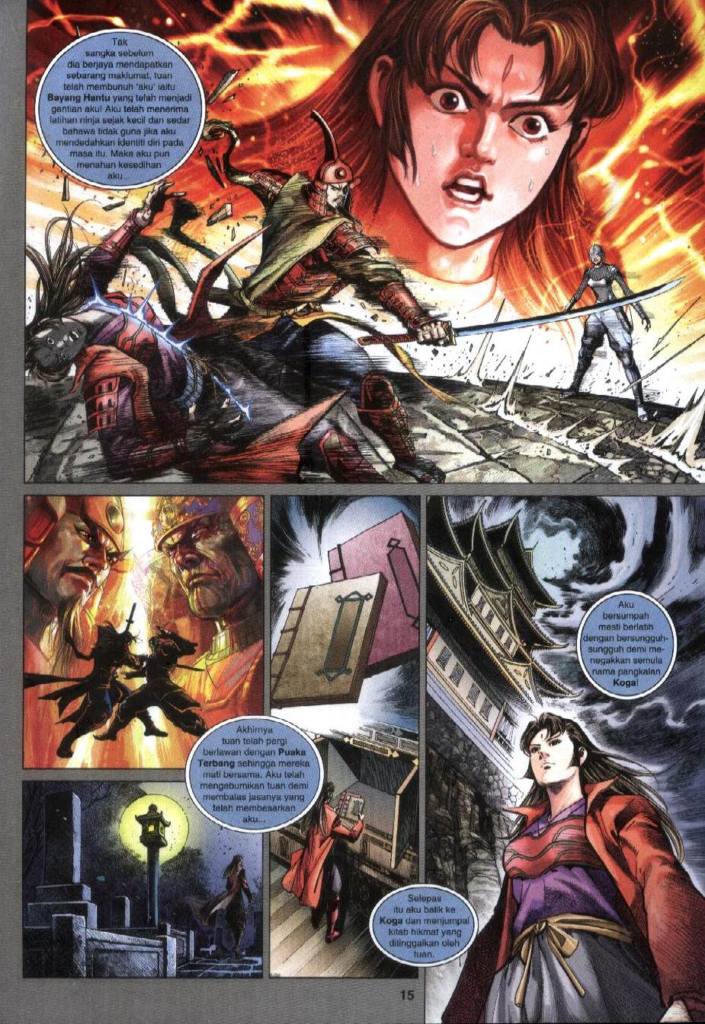 Tak
sangka sebelum
dia berjaya mendapatkan
sebarang maklumat, tuan
telah membunuh 'aku' iaitu
Bayang Hantu yang telah menjadi
gantian aku! Aku telah menerima
latihan ninja sejak kecil dan sedar
bahawa tidak guna jika aku
mendedahkan identiti diri pada
masa itu. Maka aku pun
menahan kesedihan
aku...
Akhirnya
tuan telah pergi
berlawan dengan Puaka
Terbang sehingga mereka
mati bersama. Aku telah
mengebumikan tuan demi
membalas jasanya yang
telah membesarkan
aku...
Selepas
itu aku balik ke
Koga dan menjumpai
kitab hikmat yang
ditinggalkan oleh
tuan.
Aku
bersumpah
mesti berlatih
dengan bersungguh-
sungguh demi me-
negakkan semula
nama pangkalan
Koga!
15